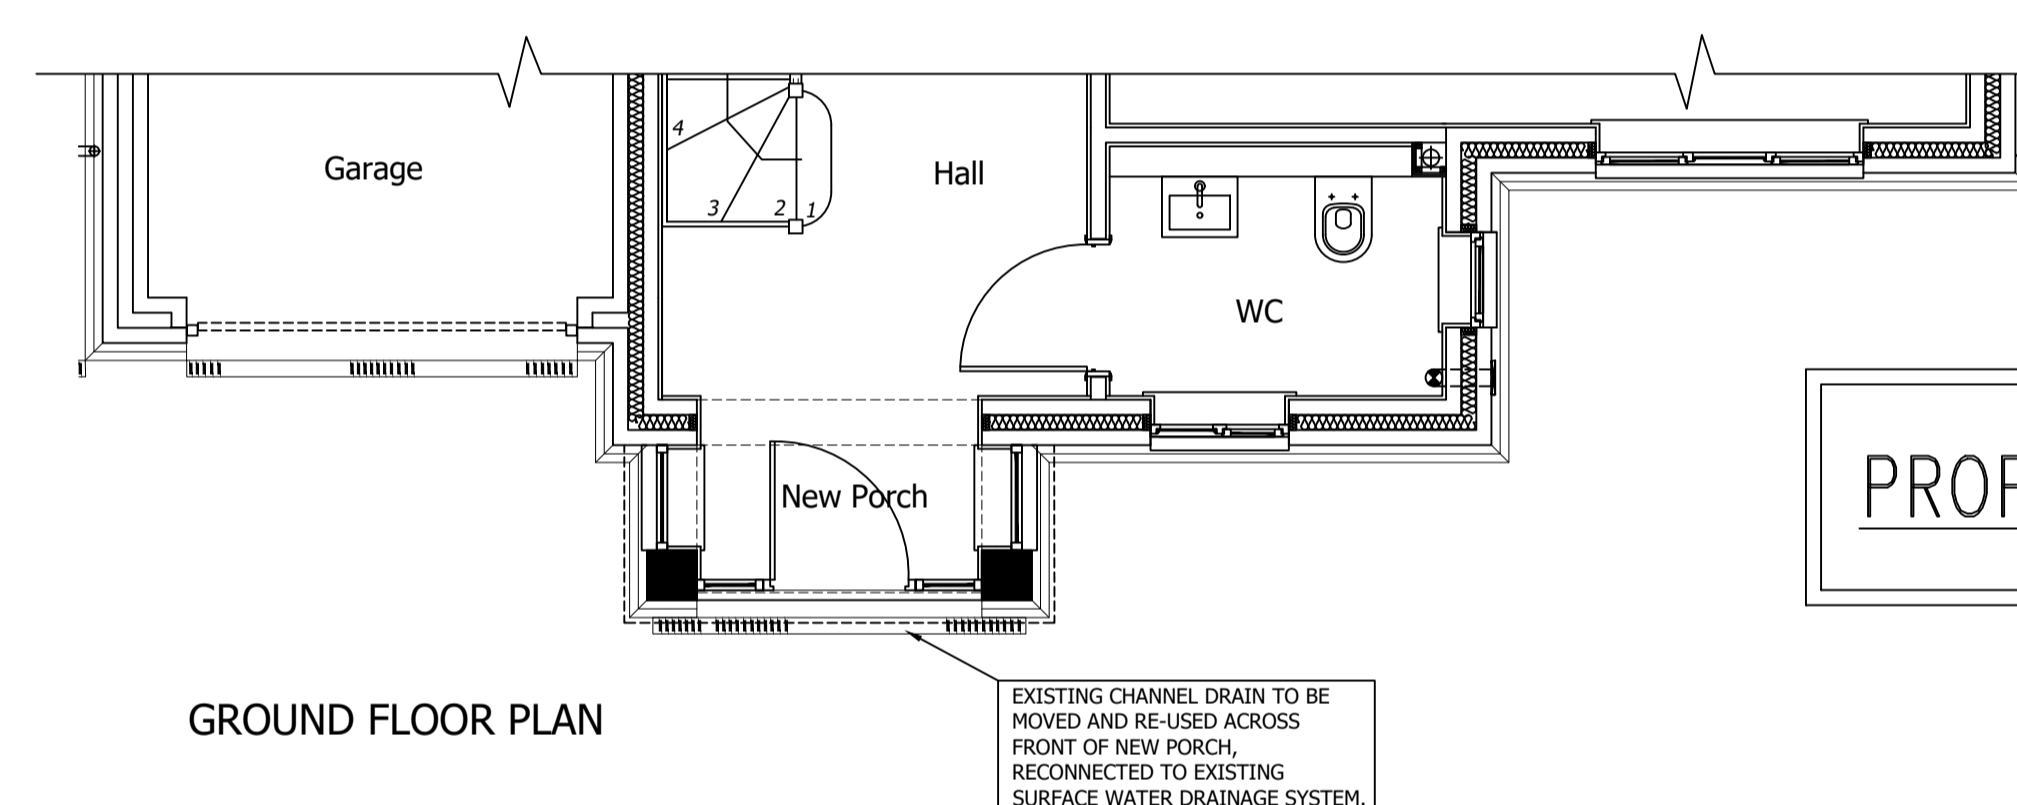 Garage
Hall
4
3
2
1
WC
New Porch
PROP
GROUND FLOOR PLAN
EXISTING CHANNEL DRAIN TO BE
MOVED AND RE-USED ACROSS
FRONT OF NEW PORCH,
RECONNECTED TO EXISTING
SURFACE WATER DRAINAGE SYSTEM.